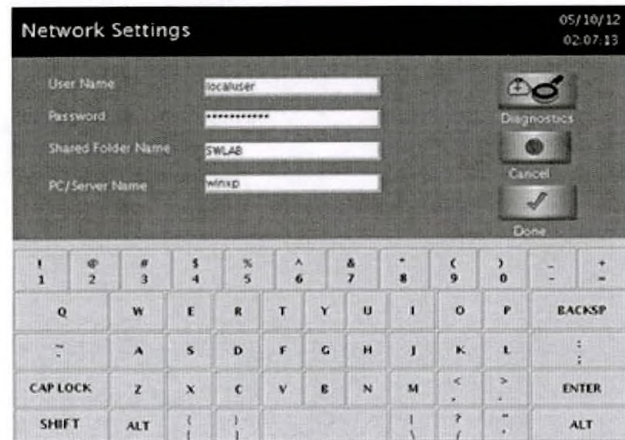 Network Settings
05/10/12
02:07:13
User Name
localuser
Password
***********
Shared Folder Name
SWLAB
PC/Server Name
winxp
Diagnostics
Cancel
Done
! @ # $ % ^ & * ( ) - +
1 2 3 4 5 6 7 8 9 0 - =
Q W E R T Y U I O P BACKSP
A S D F G H J K L : ;
CAP LOCK Z X C V B N M < , > . ENTER
SHIFT ALT { [ } ] | \ ? / ALT